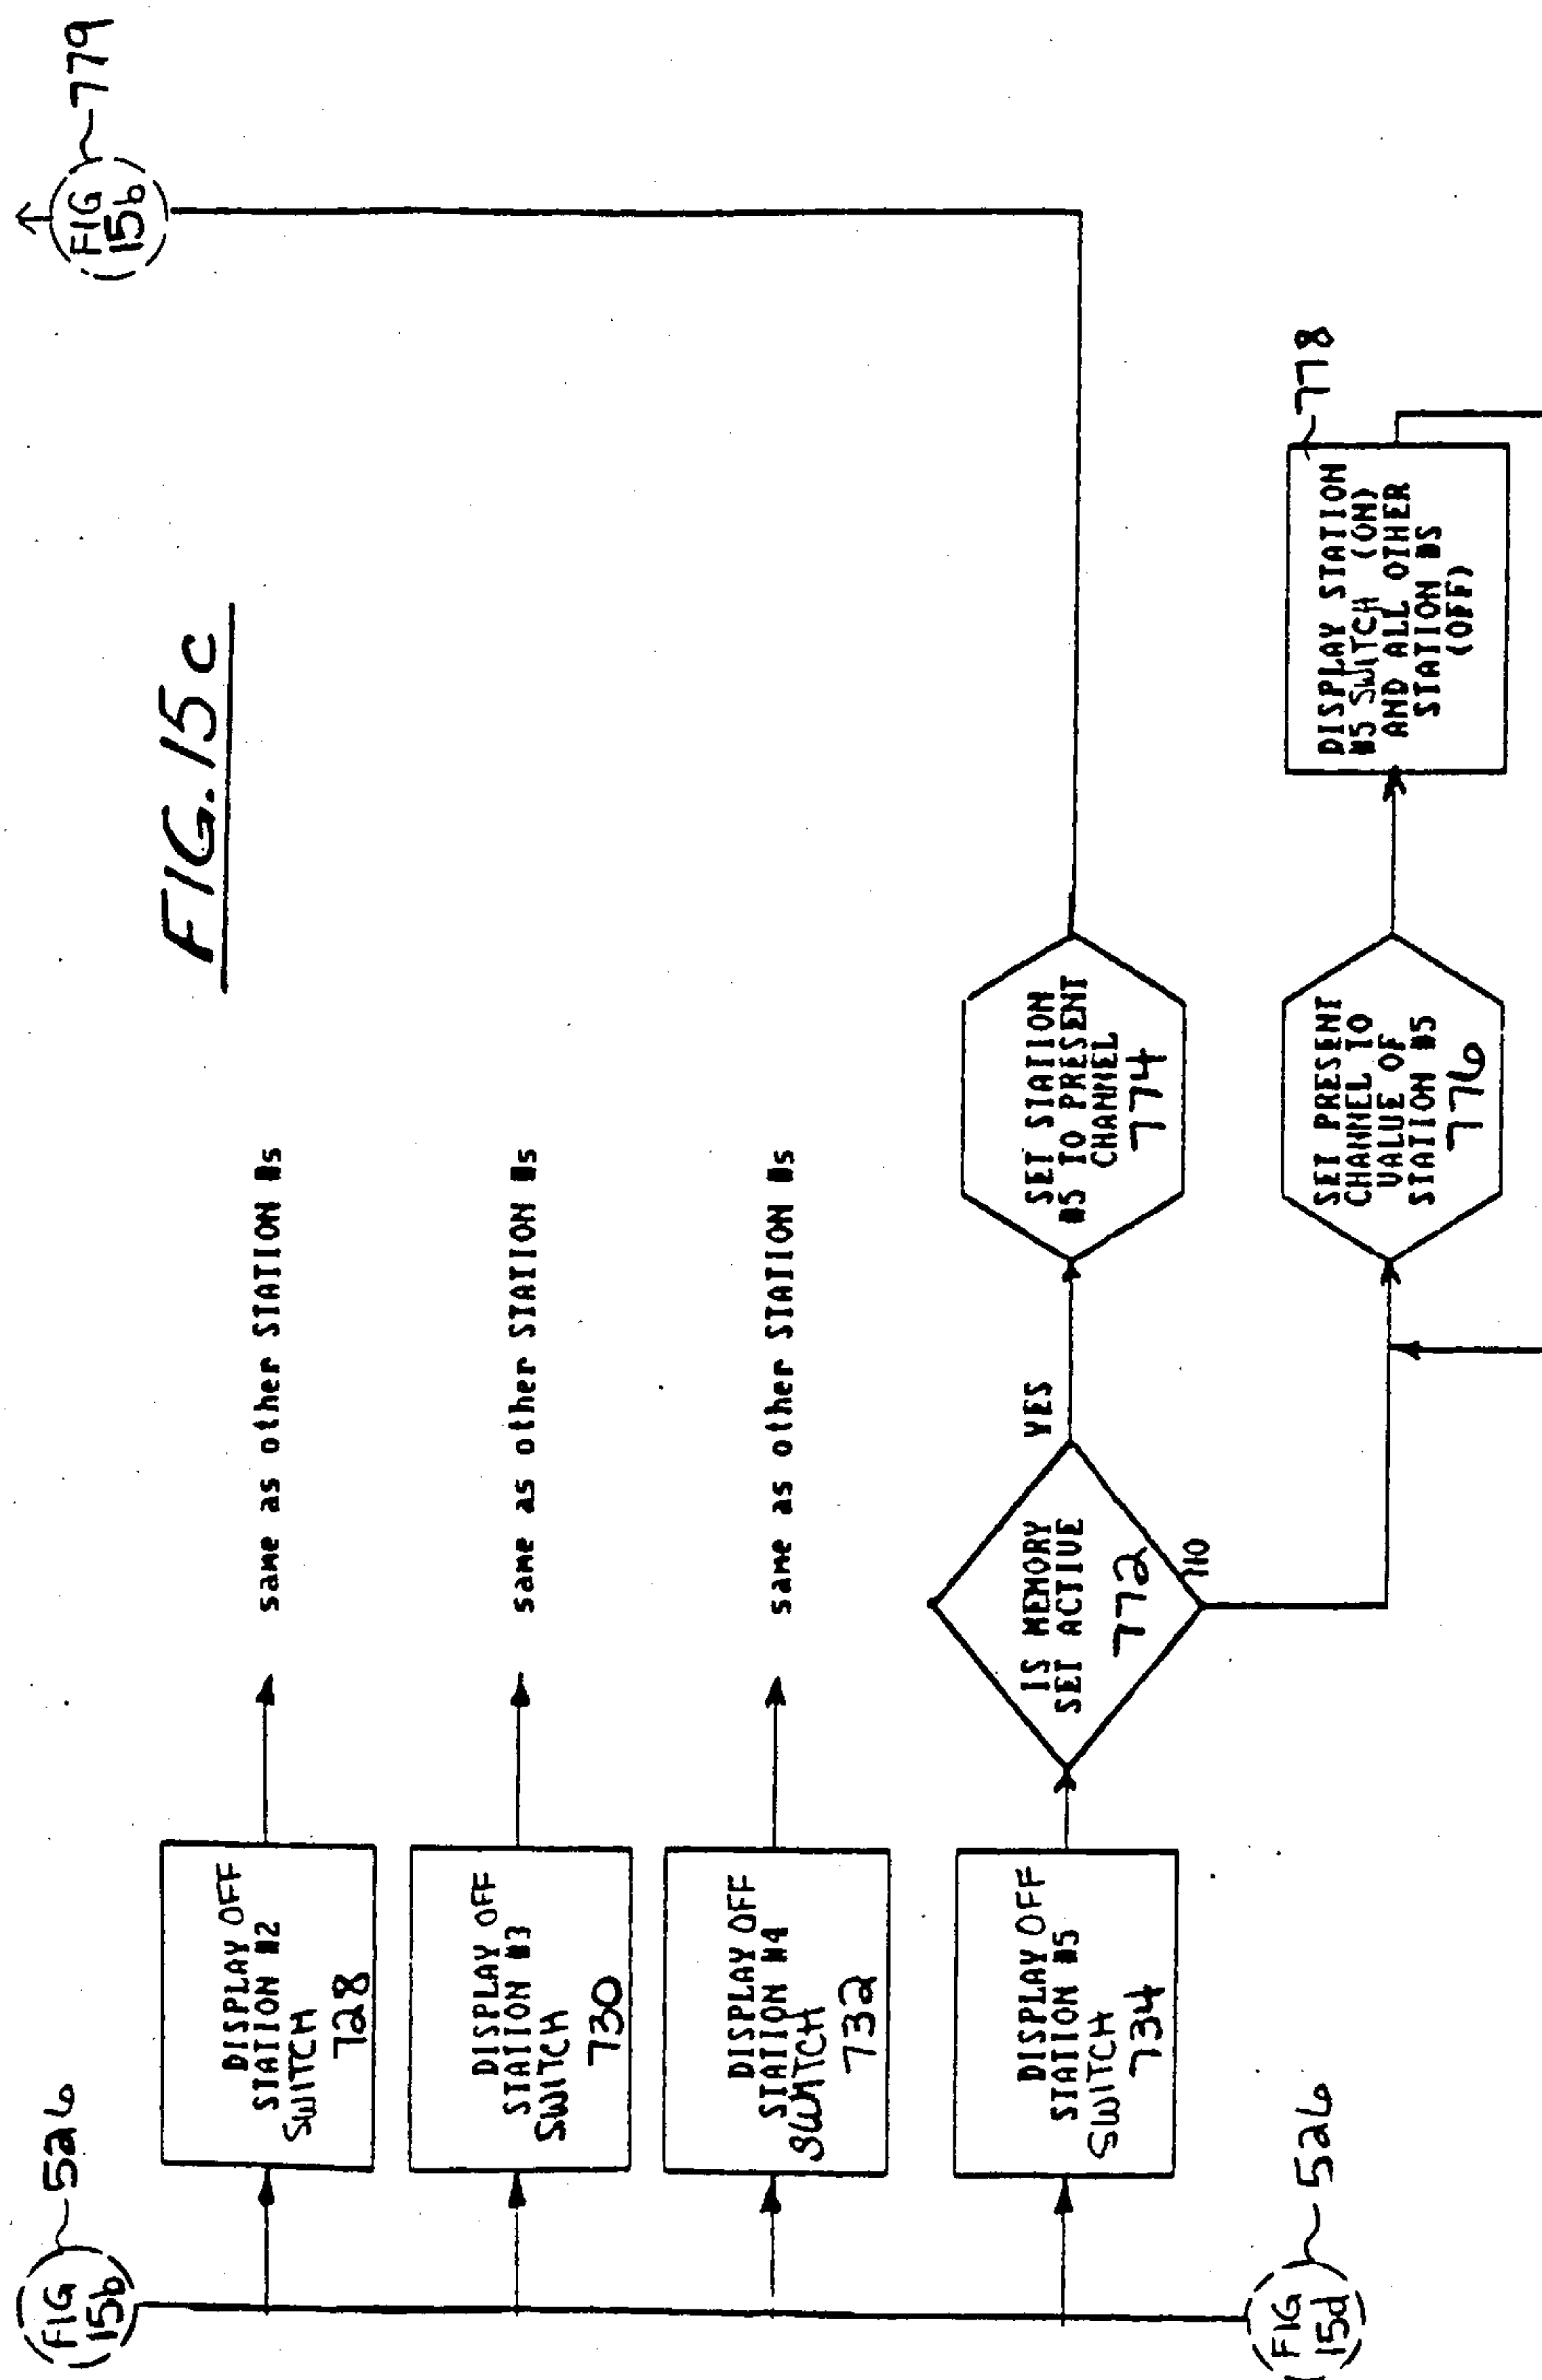 FIG.15c
FIG
15b
526
FIG
15b
779
DISPLAY OFF
STATION #2
SWITCH
728
same as other STATION #s
DISPLAY OFF
STATION #3
SWITCH
730
same as other STATION #s
DISPLAY OFF
STATION #4
SWITCH
732
same as other STATION #s
DISPLAY OFF
STATION #5
SWITCH
734
IS MEMORY
SET ACTIVE
772
YES
NO
SET STATION
#5 TO PRESENT
CHANNEL
774
SET PRESENT
CHANNEL TO
VALUE OF
STATION #5
776
DISPLAY STATION
#5 SWITCH (ON)
AND ALL OTHER
STATION #S
(OFF)
778
FIG
15d
526